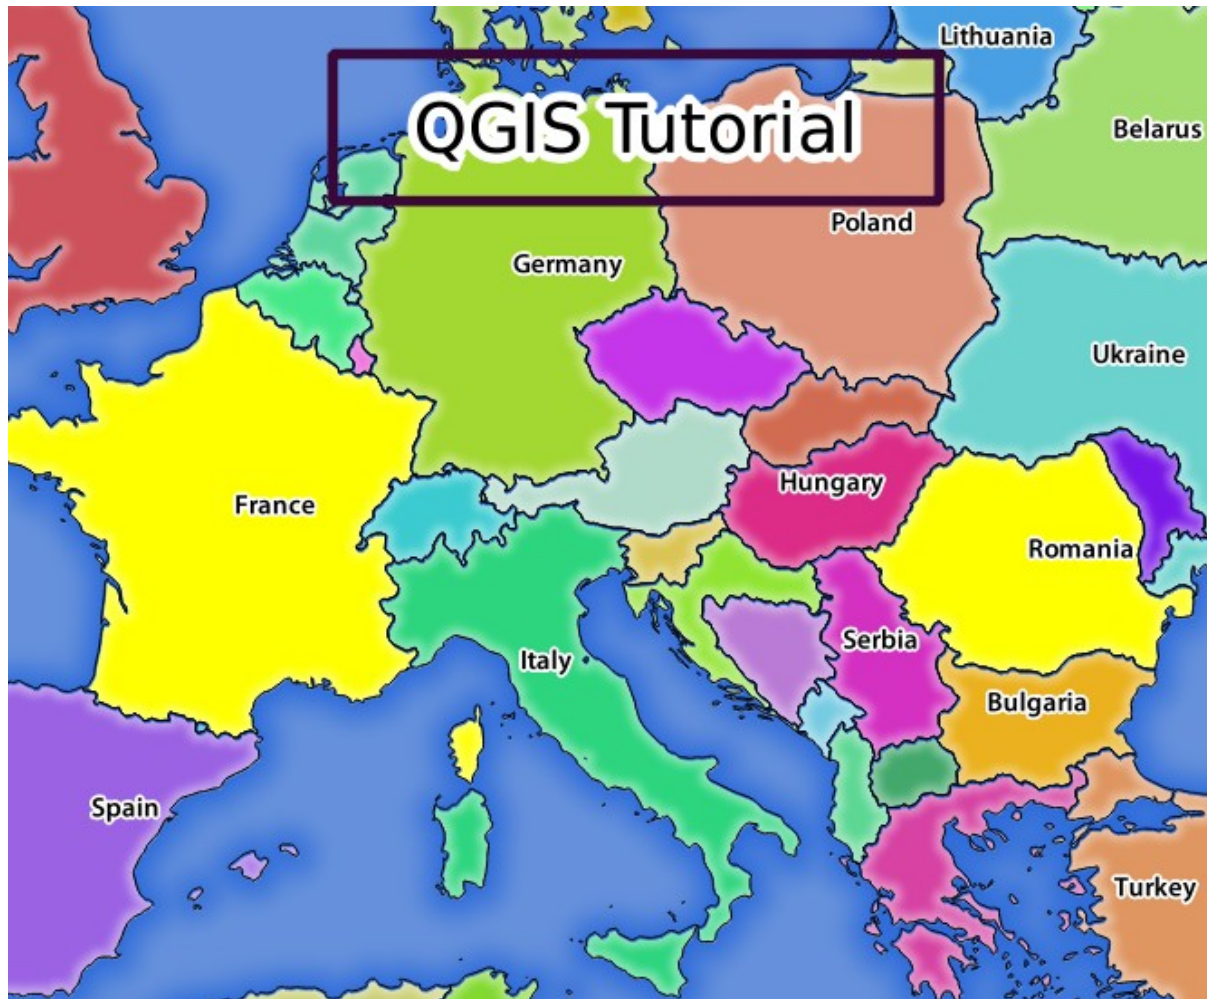 Lithuania
QGIS Tutorial
Belarus
Poland
Germany
Ukraine
Hungary
France
Romania
Serbia
Italy
Bulgaria
Spain
Turkey